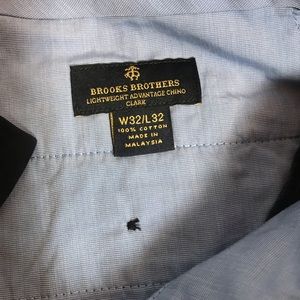 BROOKS BROTHERS
LIGHTWEIGHT ADVANTAGE CHINO
CLARK
W32/L32
100% COTTON
MADE IN
MALAYSIA